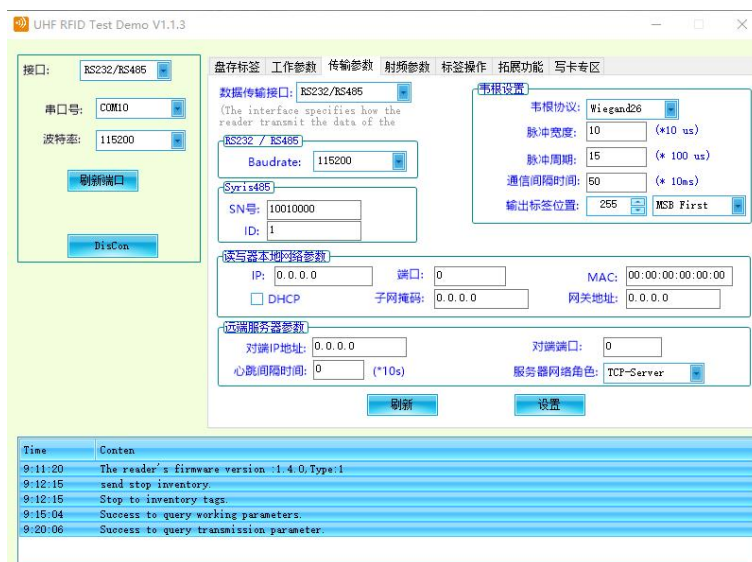 UHF RFID Test Demo V1.1.3
接口: RS232/RS485
串口号: COM10
波特率: 115200
刷新端口
DisCon
盘存标签 工作参数 传输参数 射频参数 标签操作 拓展功能 写卡专区
数据传输接口: RS232/RS485
(The interface specifies how the
reader transmit the data of the
RS232 / RS485
Baudrate: 115200
Syris485
SN号: 10010000
ID: 1
韦根设置
韦根协议: Wiegand26
脉冲宽度: 10 (*10 us)
脉冲周期: 15 (* 100 us)
通信间隔时间: 50 (* 10ms)
输出标签位置: 255 MSB First
读写器本地网络参数
IP: 0.0.0.0 端口: 0 MAC: 00:00:00:00:00:00
DHCP 子网掩码: 0.0.0.0 网关地址: 0.0.0.0
远端服务器参数
对端IP地址: 0.0.0.0 对端端口: 0
心跳间隔时间: 0 (*10s) 服务器网络角色: TCP-Server
刷新 设置
Time Conten
9:11:20 The reader's firmware version :1.4.0,Type:1
9:12:15 send stop inventory.
9:12:15 Stop to inventory tags.
9:15:04 Success to query working parameters.
9:20:06 Success to query transmission parameter.